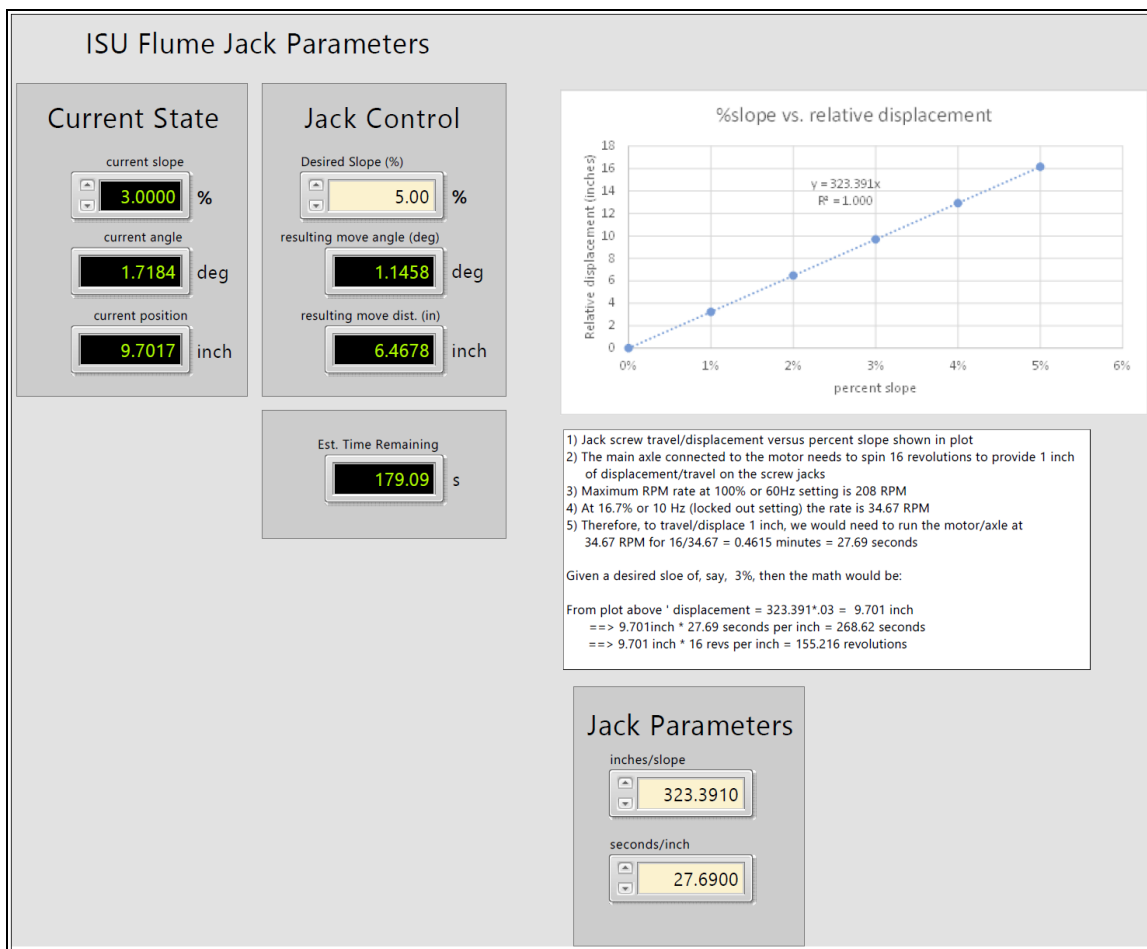 ISU Flume Jack Parameters
Current State
current slope
3.0000 %
current angle
1.7184 deg
current position
9.7017 inch
Jack Control
Desired Slope (%)
5.00 %
resulting move angle (deg)
1.1458 deg
resulting move dist. (in)
6.4678 inch
Est. Time Remaining
179.09 s
%slope vs. relative displacement
Relative displacement (inches)
18
16
14
12
10
8
6
4
2
0
y = 323.391x
R² = 1.000
0% 1% 2% 3% 4% 5% 6%
percent slope
1) Jack screw travel/displacement versus percent slope shown in plot
2) The main axle connected to the motor needs to spin 16 revolutions to provide 1 inch
of displacement/travel on the screw jacks
3) Maximum RPM rate at 100% or 60Hz setting is 208 RPM
4) At 16.7% or 10 Hz (locked out setting) the rate is 34.67 RPM
5) Therefore, to travel/displace 1 inch, we would need to run the motor/axle at
34.67 RPM for 16/34.67 = 0.4615 minutes = 27.69 seconds
Given a desired sloe of, say, 3%, then the math would be:
From plot above ' displacement = 323.391*.03 = 9.701 inch
==> 9.701inch * 27.69 seconds per inch = 268.62 seconds
==> 9.701 inch * 16 revs per inch = 155.216 revolutions
Jack Parameters
inches/slope
323.3910
seconds/inch
27.6900